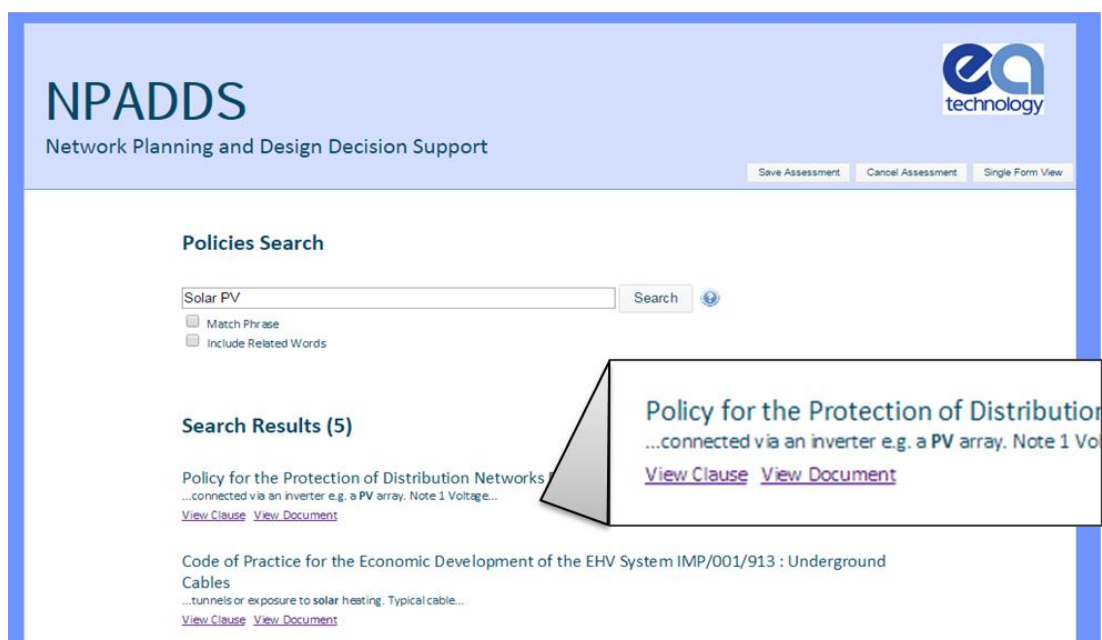 NPADDS
Network Planning and Design Decision Support
ea
technology
Save Assessment Cancel Assessment Single Form View
Policies Search
Solar PV Search
Match Phrase
Include Related Words
Search Results (5)
Policy for the Protection of Distribution Networks
...connected via an inverter e.g. a PV array. Note 1 Voltage...
View Clause View Document
Policy for the Protection of Distribution
...connected via an inverter e.g. a PV array. Note 1 Vol
View Clause View Document
Code of Practice for the Economic Development of the EHV System IMP/001/913 : Underground
Cables
...tunnels or exposure to solar heating. Typical cable...
View Clause View Document